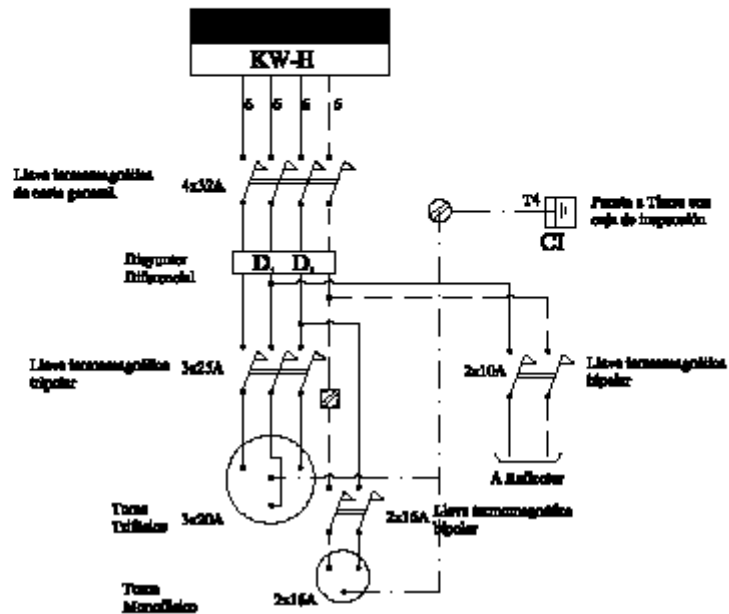 KW-H
6 6 6 6
Llave termomagnética
de corte general.
4x32A
T4
Puesta a Tierra con
caja de inspección
CI
Disyuntor
Diferencial
D D
Llave termomagnética
tripolar
3x25A
2x10A
Llave termomagnética
bipolar
A Reflector
Toma
Trifásico
3x20A
2x16A
Llave termomagnética
bipolar
Toma
Monofásico
2x16A